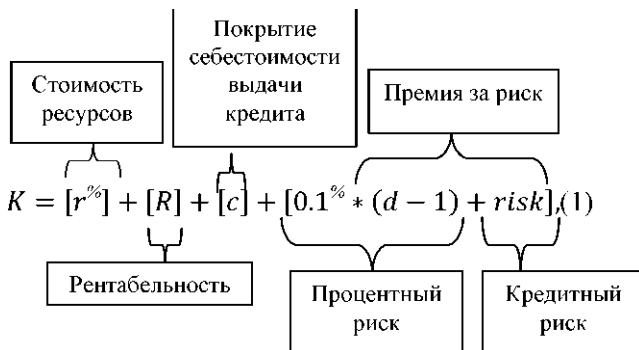 Покрытие
себестоимости
выдачи
кредита
Стоимость
ресурсов
Премия за риск
K = [r%] + [R] + [c] + [0.1% * (d − 1) + risk],(1)
Рентабельность
Процентный
риск
Кредитный
риск